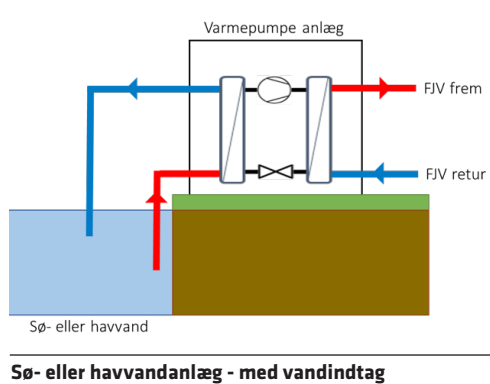 Varmepumpe anlæg
FJV frem
FJV retur
Sø- eller havvand
Sø- eller havvandanlæg - med vandindtag